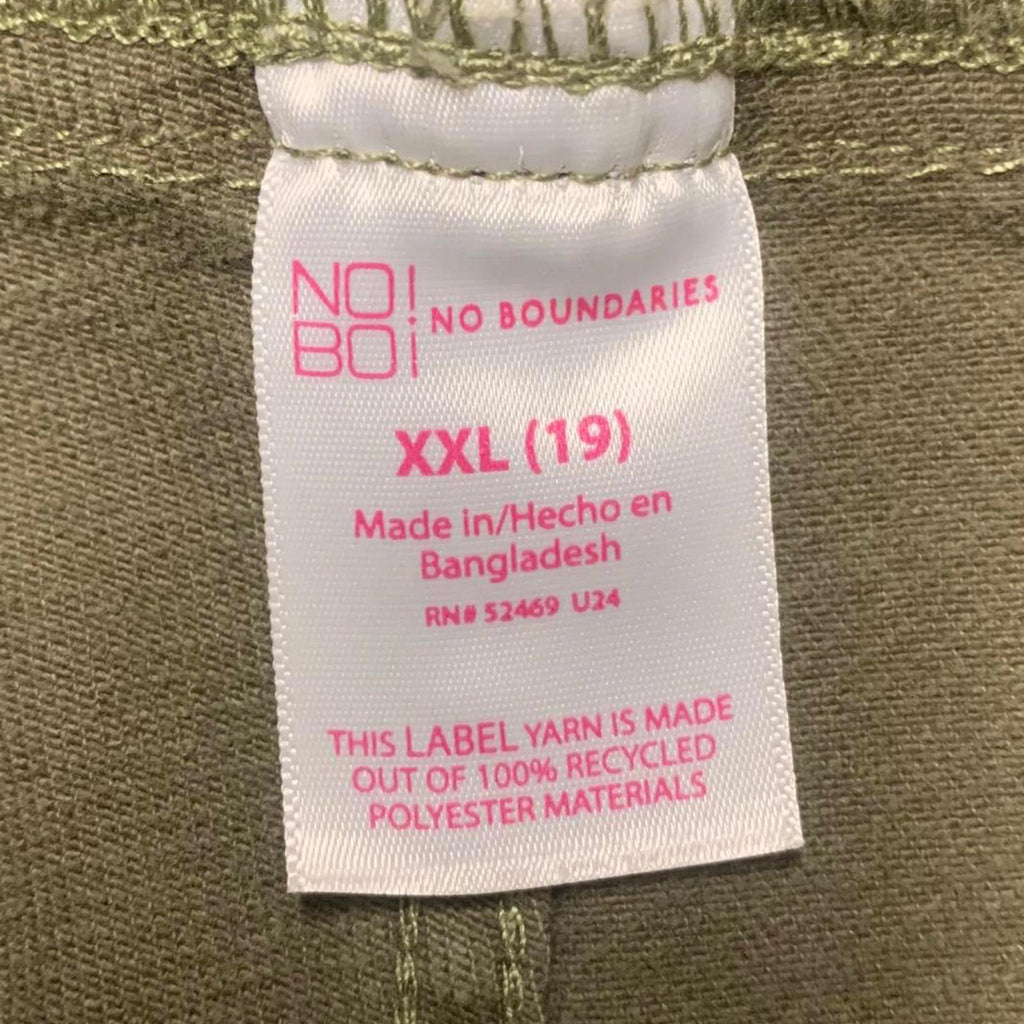 NO!
BO¡
NO BOUNDARIES
XXL (19)
Made in/Hecho en
Bangladesh
RN# 52469 U24
THIS LABEL YARN IS MADE
OUT OF 100% RECYCLED
POLYESTER MATERIALS